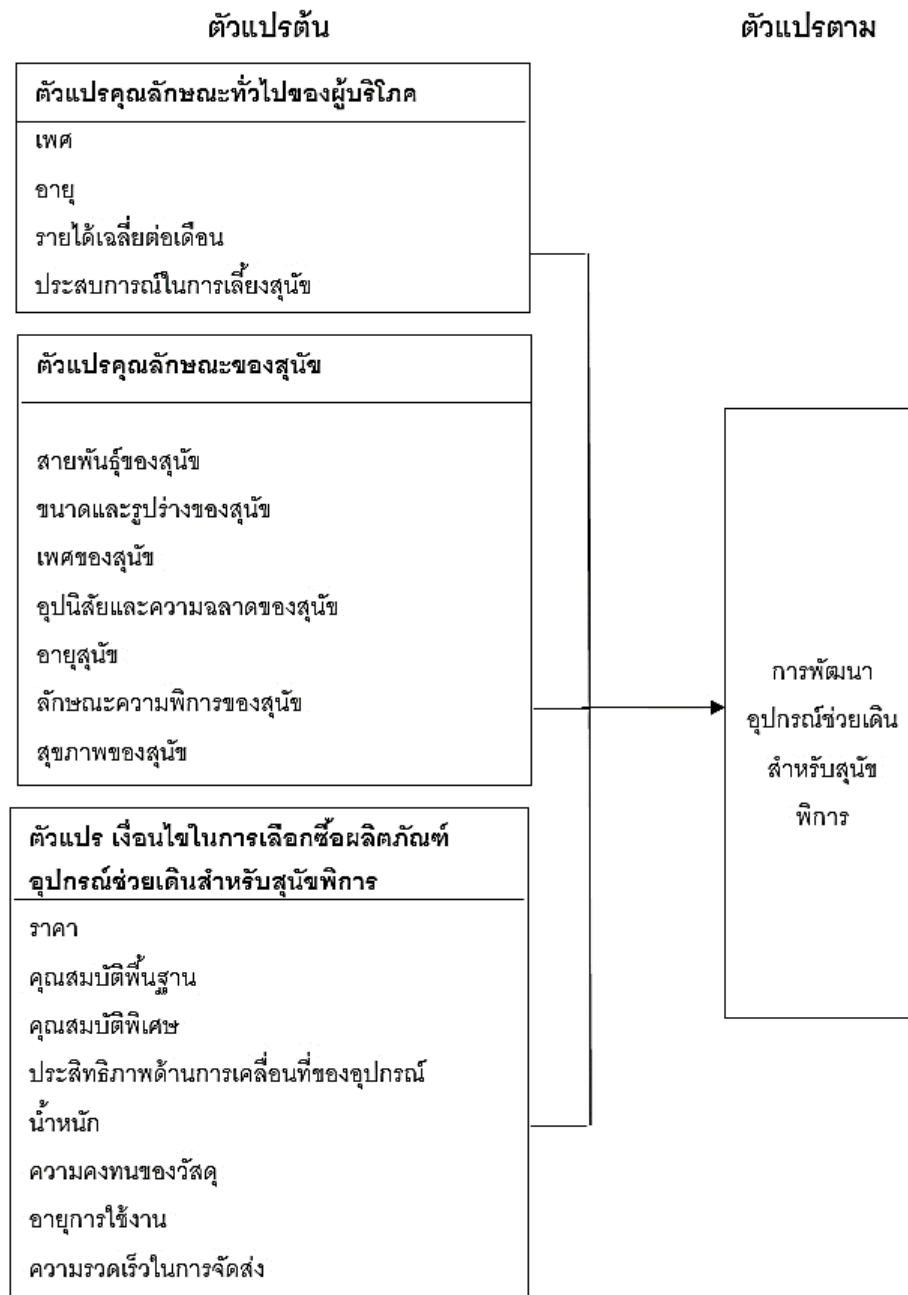 ตัวแปรต้น
ตัวแปรตาม
ตัวแปรคุณลักษณะทั่วไปของผู้บริโภค
เพศ
อายุ
รายได้เฉลี่ยต่อเดือน
ประสบการณ์ในการเลี้ยงสุนัข
ตัวแปรคุณลักษณะของสุนัข
สายพันธุ์ของสุนัข
ขนาดและรูปร่างของสุนัข
เพศของสุนัข
อุปนิสัยและความฉลาดของสุนัข
อายุสุนัข
ลักษณะความพิการของสุนัข
สุขภาพของสุนัข
ตัวแปร เงื่อนไขในการเลือกซื้อผลิตภัณฑ์
อุปกรณ์ช่วยเดินสำหรับสุนัขพิการ
ราคา
คุณสมบัติพื้นฐาน
คุณสมบัติพิเศษ
ประสิทธิภาพด้านการเคลื่อนที่ของอุปกรณ์
น้ำหนัก
ความคงทนของวัสดุ
อายุการใช้งาน
ความรวดเร็วในการจัดส่ง
การพัฒนา
อุปกรณ์ช่วยเดิน
สำหรับสุนัข
พิการ